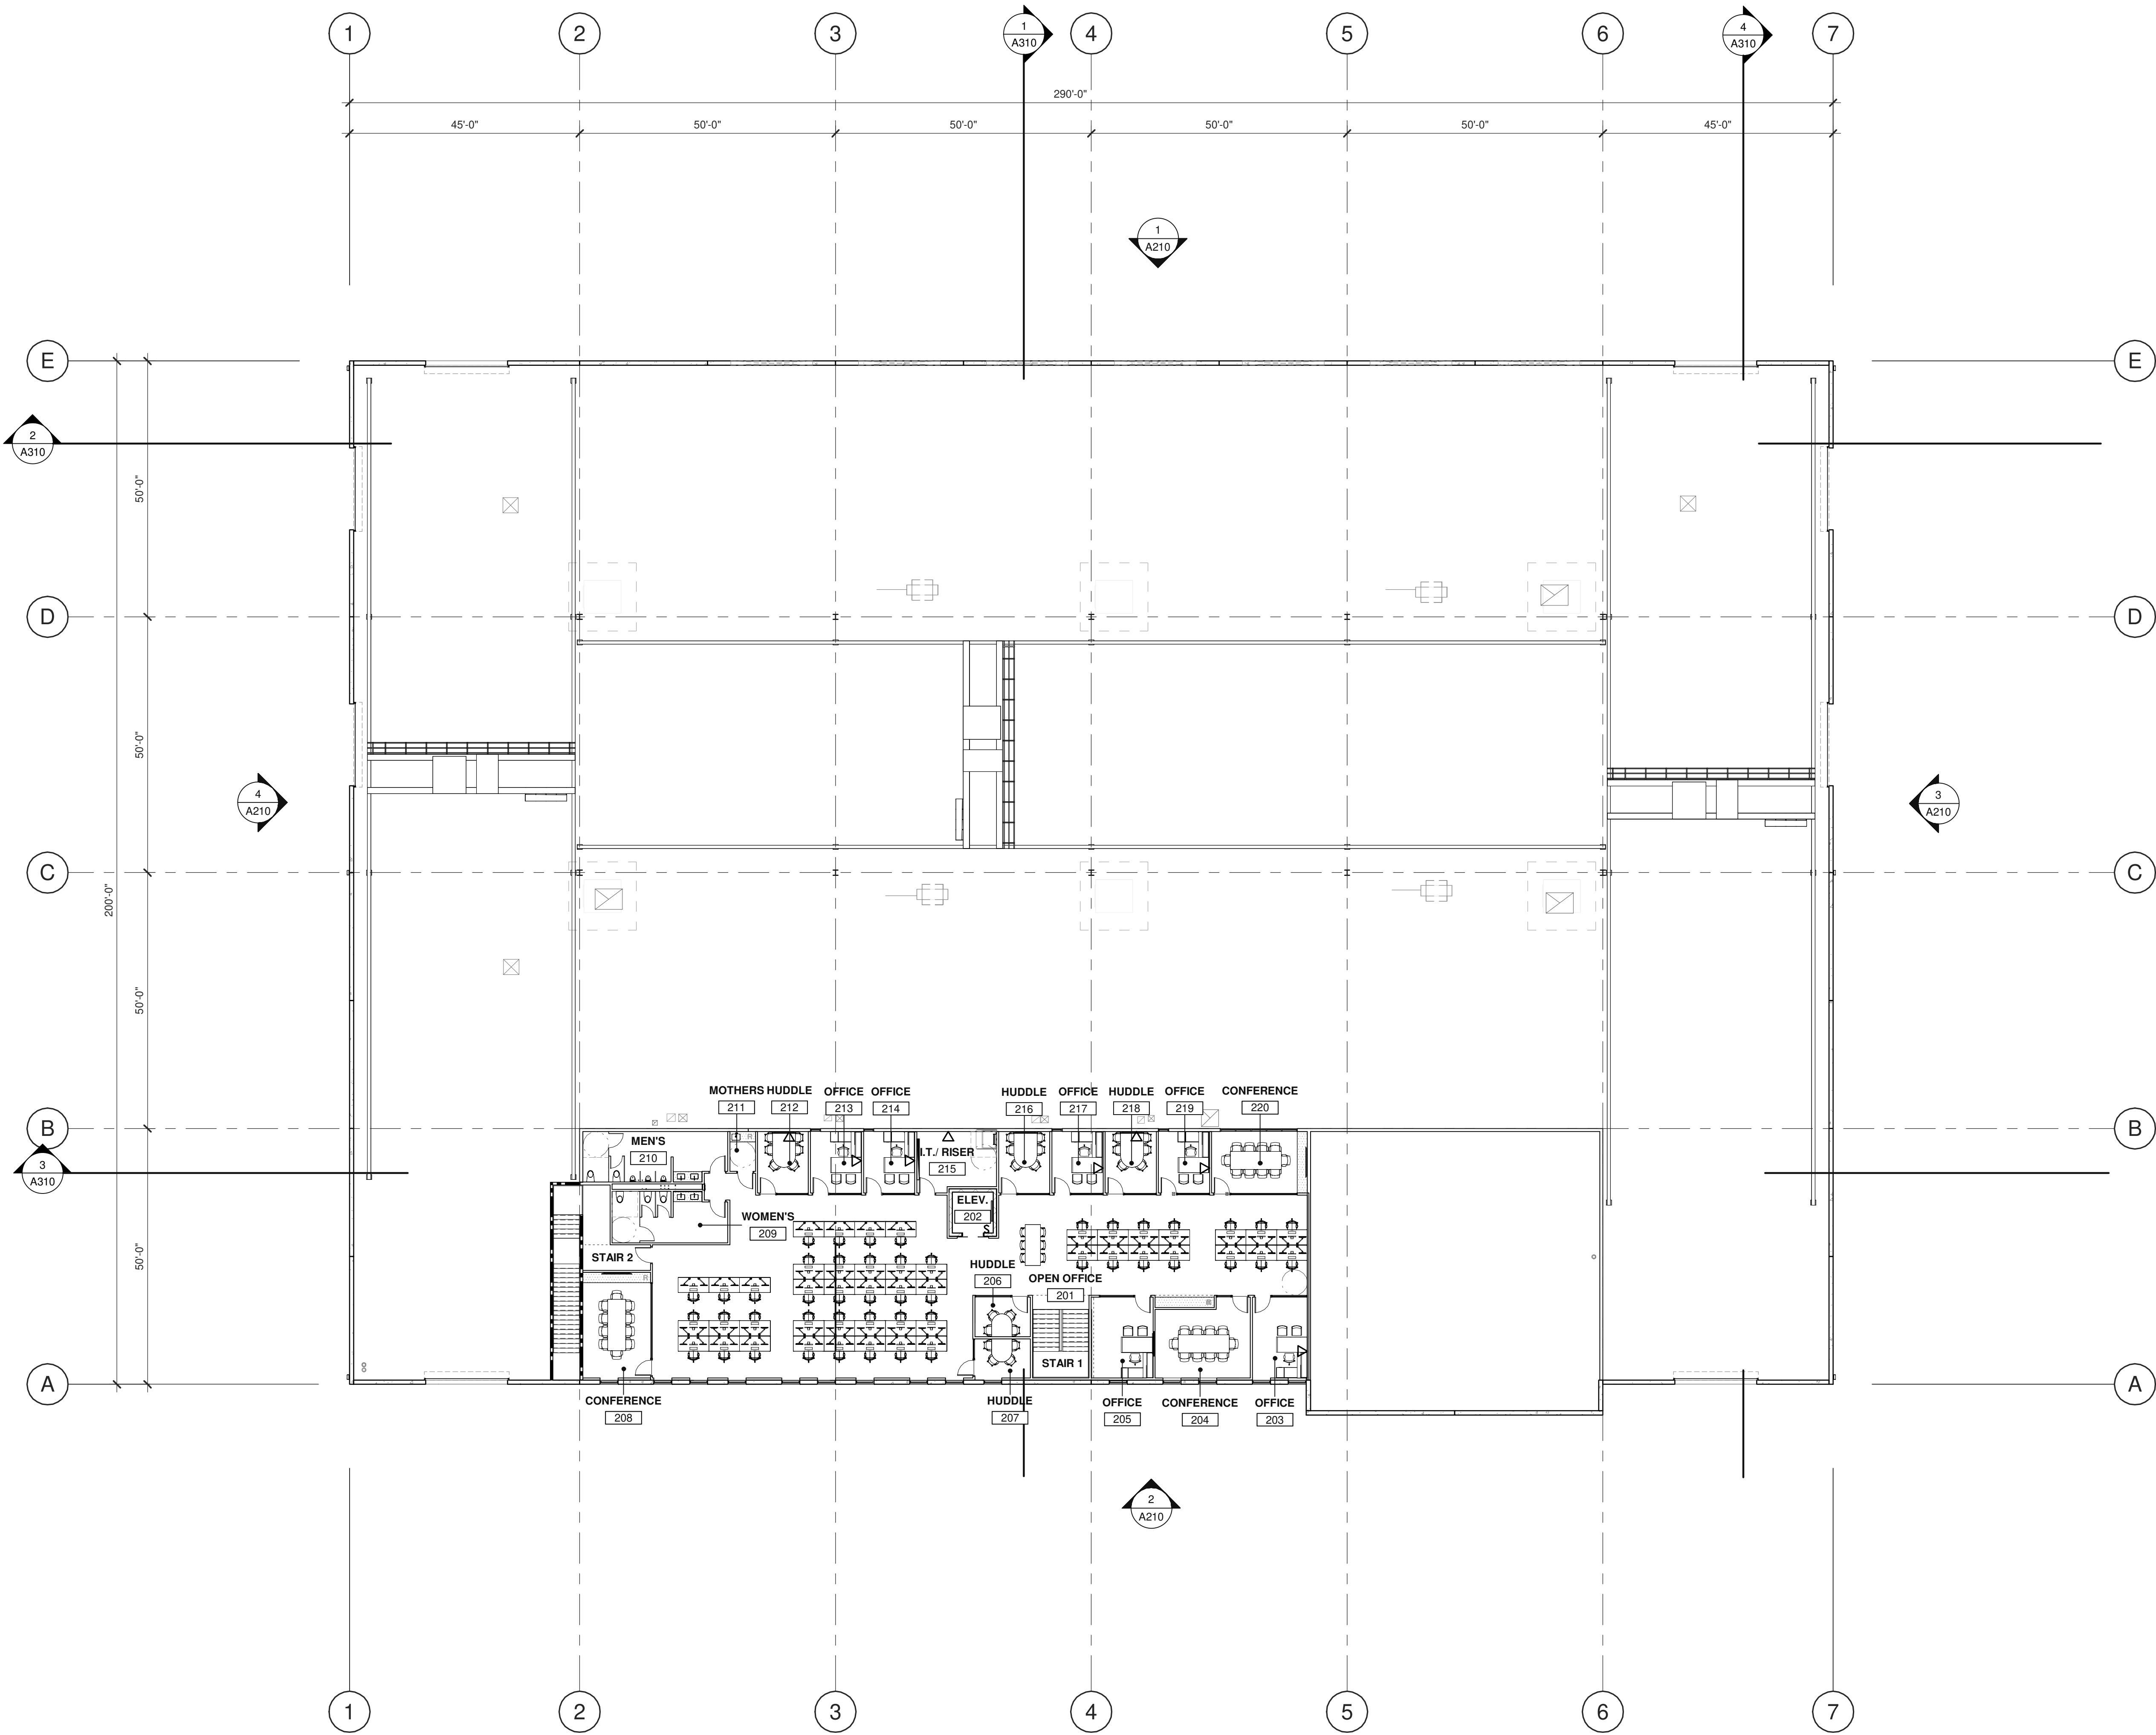 1
2
3
4
5
6
7
1
A310
4
A310
290'-0"
45'-0"
50'-0"
50'-0"
50'-0"
50'-0"
45'-0"
1
A210
E
E
2
A310
50'-0"
D
D
50'-0"
4
A210
3
A210
C
C
200'-0"
50'-0"
MOTHERS
211
HUDDLE
212
OFFICE
213
OFFICE
214
HUDDLE
216
OFFICE
217
HUDDLE
218
OFFICE
219
CONFERENCE
220
B
B
R
MEN'S
210
I.T./ RISER
215
3
A310
ELEV.
202
S
WOMEN'S
209
50'-0"
STAIR 2
R
HUDDLE
206
OPEN OFFICE
201
STAIR 1
A
A
CONFERENCE
208
HUDDLE
207
OFFICE
205
CONFERENCE
204
OFFICE
203
2
A210
1
2
3
4
5
6
7